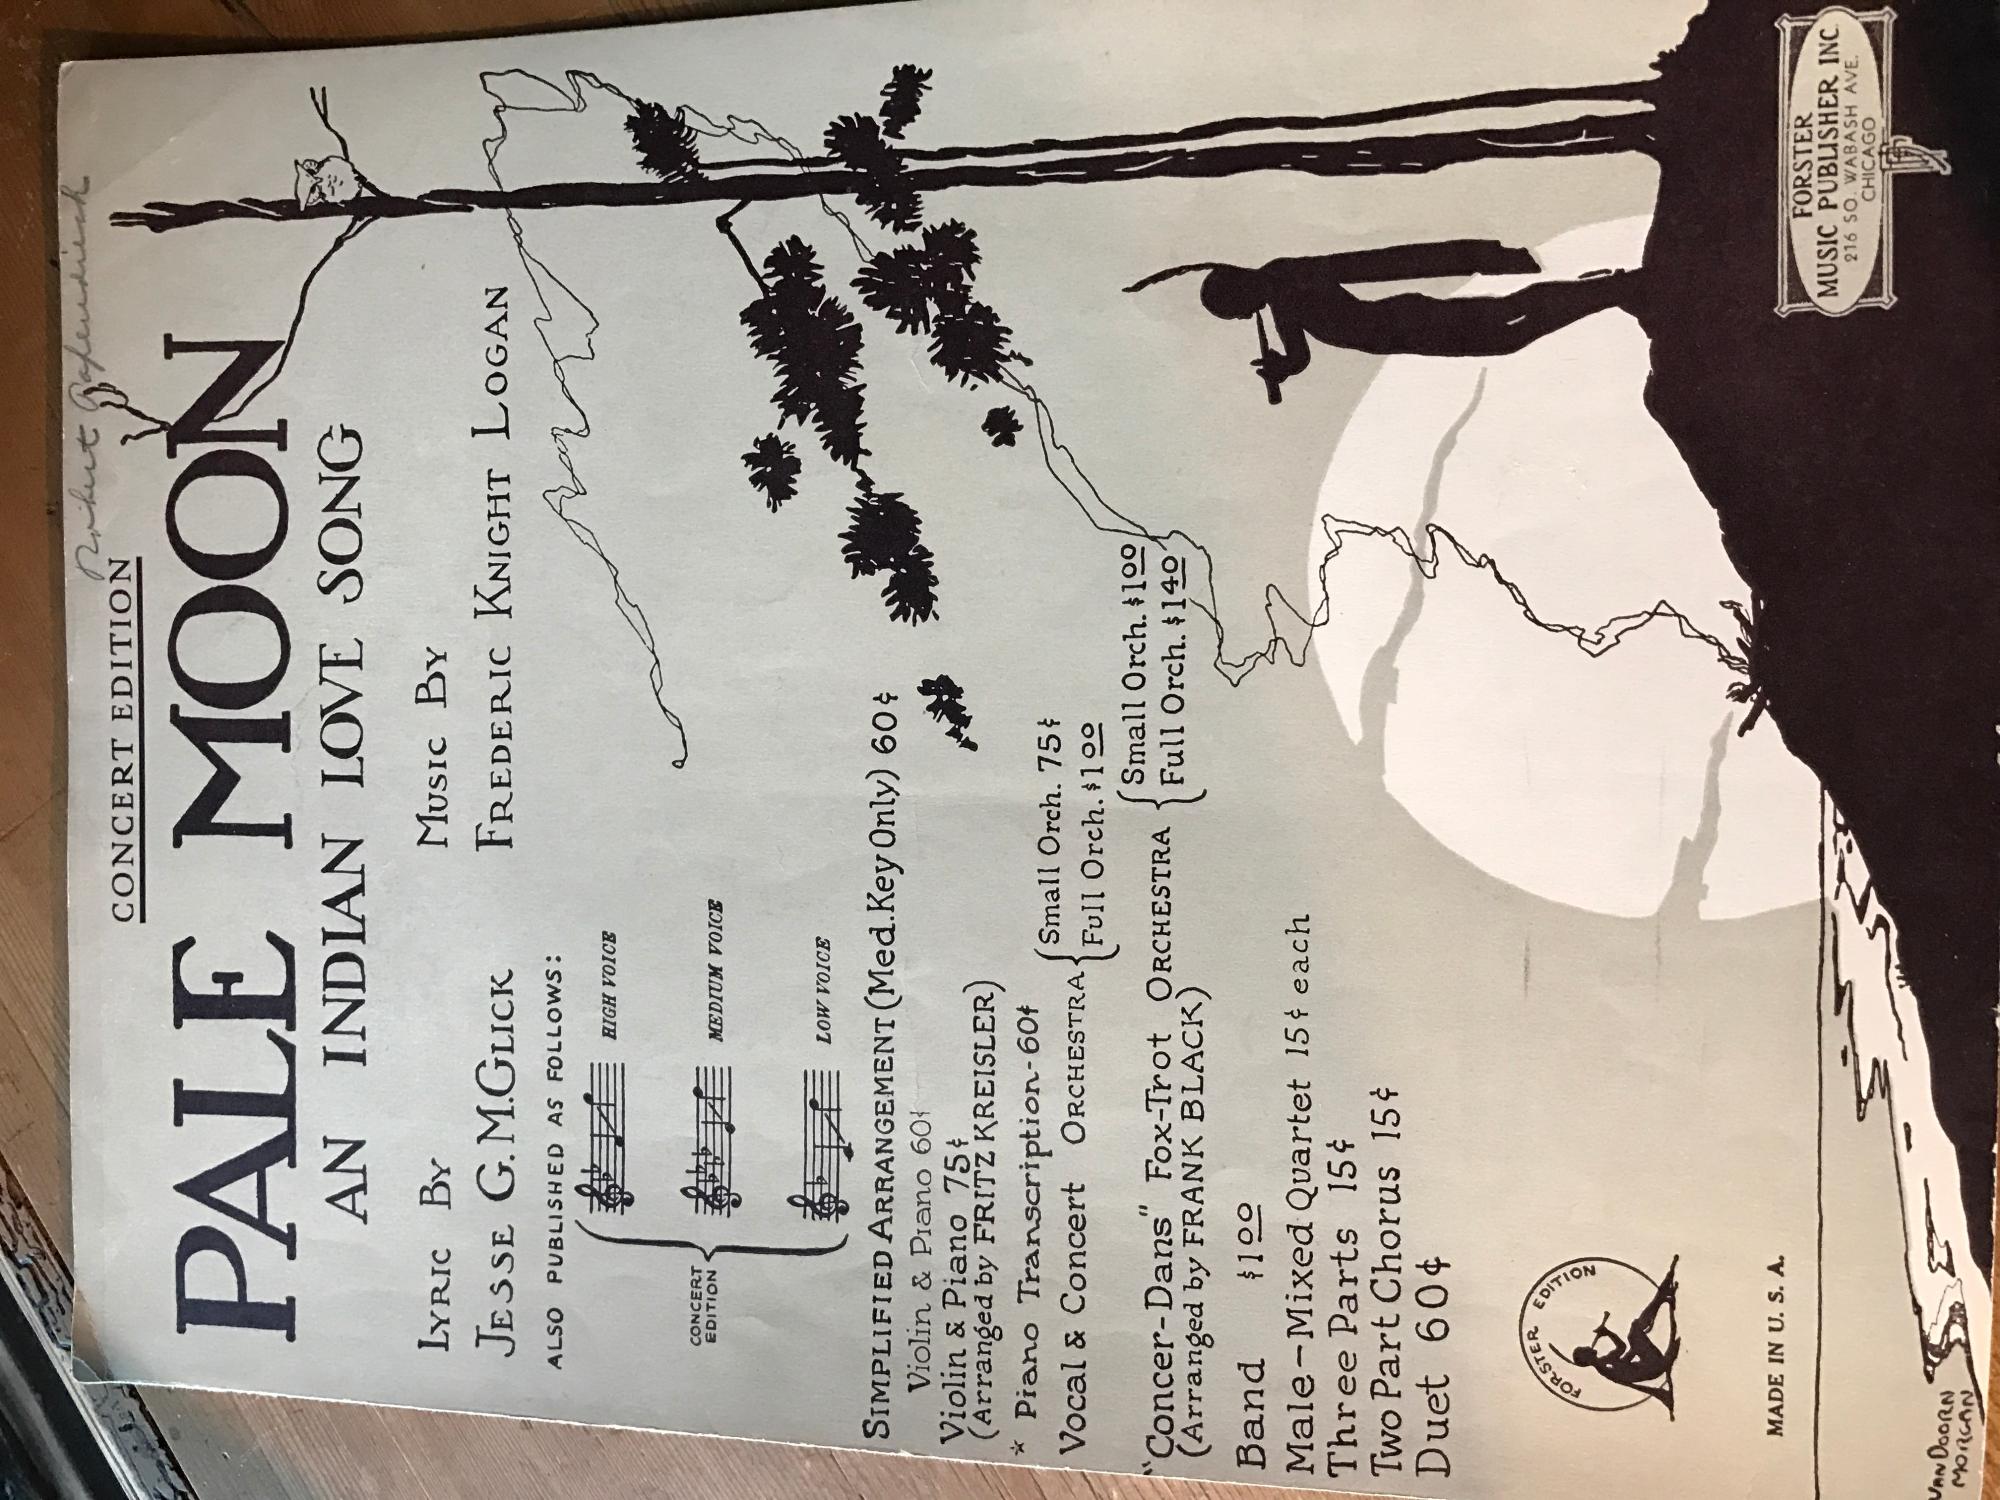 CONCERT EDITION
PALE MOON
AN INDIAN LOVE SONG
LYRIC BY
JESSE G.M.GLICK
MUSIC BY
FREDERIC KNIGHT LOGAN
ALSO PUBLISHED AS FOLLOWS:
CONCERT
EDITION
HIGH VOICE
MEDIUM VOICE
LOW VOICE
SIMPLIFIED ARRANGEMENT (Med.Key Only) 60¢
Violin & Piano 60¢
Violin & Piano 75¢
(Arranged by FRITZ KREISLER)
* Piano Transcription-60¢
Vocal & Concert ORCHESTRA { Small Orch. 75¢
Full Orch. $1.00
"Concer-Dans" Fox-Trot ORCHESTRA { Small Orch. $1.00
(Arranged by FRANK BLACK) Full Orch. $1.40
Band $1.00
Male-Mixed Quartet 15¢ each
Three Parts 15¢
Two Part Chorus 15¢
Duet 60¢
FORSTER EDITION
MADE IN U. S. A.
VAN DOORN
MORGAN
FORSTER
MUSIC PUBLISHER INC.
216 SO. WABASH AVE.
CHICAGO